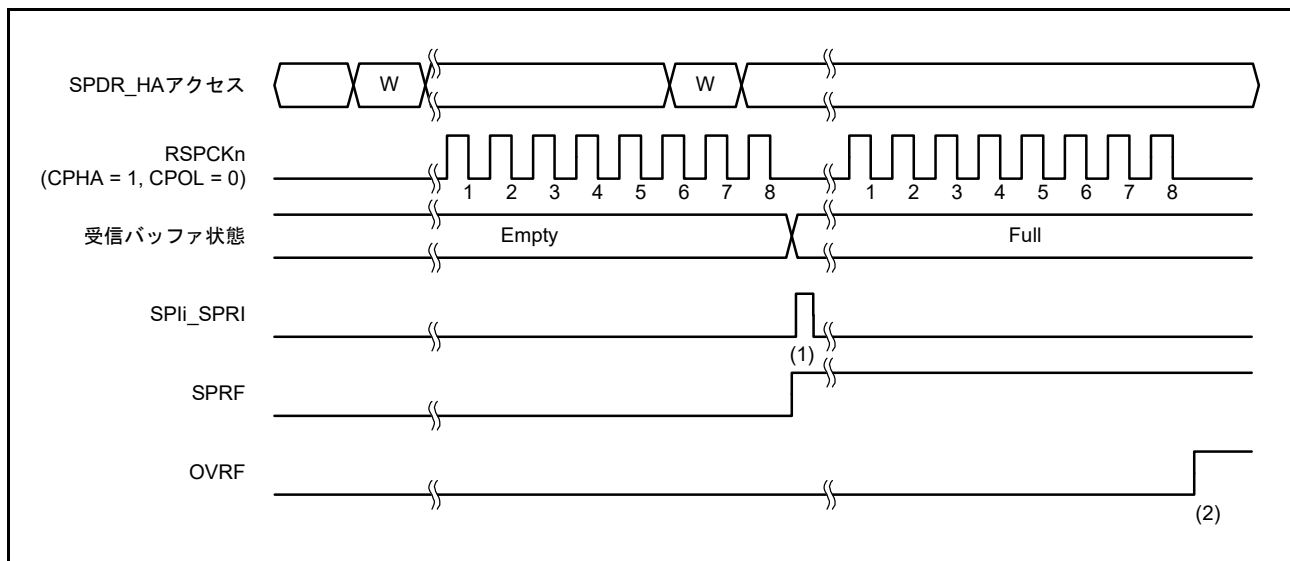 SPDR_HAアクセス
W
W
RSPCKn
(CPHA = 1, CPOL = 0)
1 2 3 4 5 6 7 8
1 2 3 4 5 6 7 8
受信バッファ状態
Empty
Full
SPIi_SPRI
(1)
SPRF
OVRF
(2)